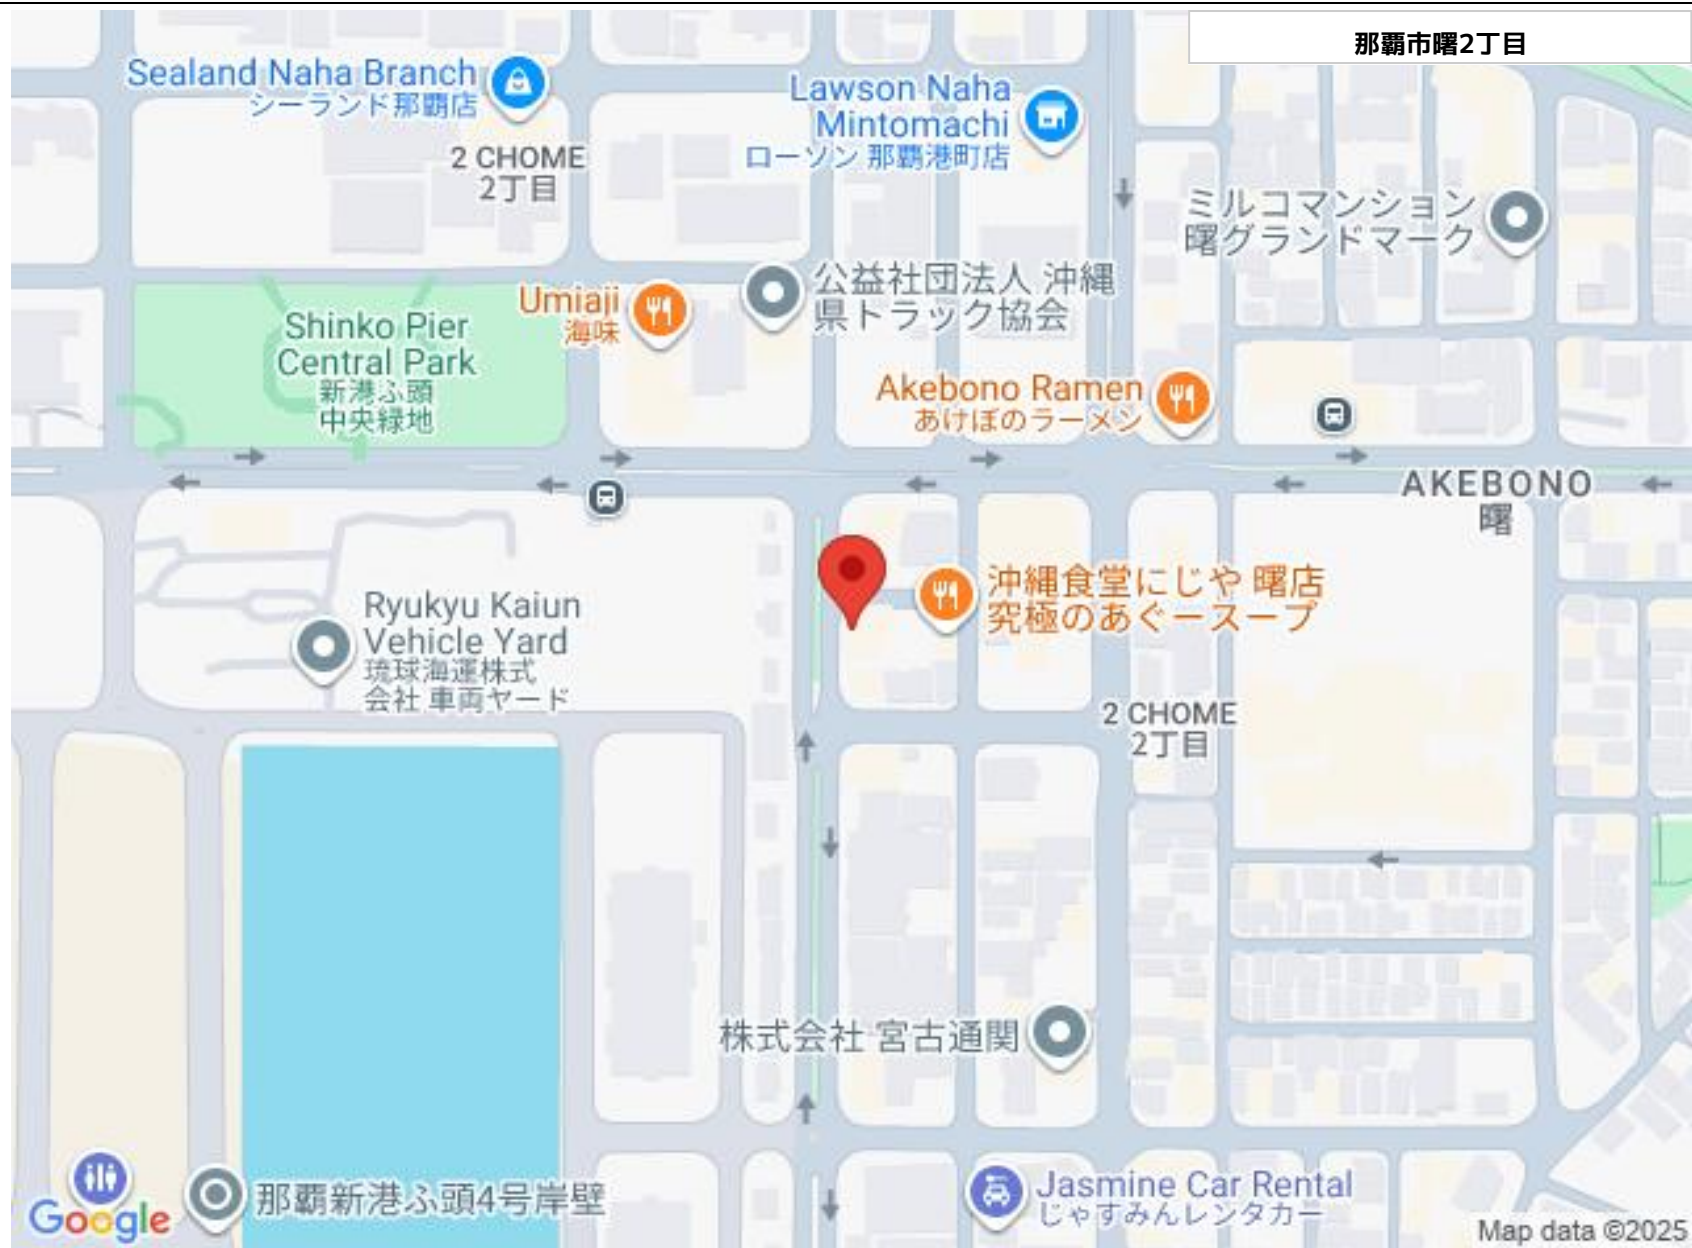 那覇市曙2丁目
Sealand Naha Branch
シーランド那覇店
Lawson Naha
Mintomachi
ローソン 那覇港町店
2 CHOME
2丁目
ミルコマンション
曙グランドマーク
Umiaji
海味
公益社団法人 沖縄
県トラック協会
Shinko Pier
Central Park
新港ふ頭
中央緑地
Akebono Ramen
あけぼのラーメン
AKEBONO
曙
沖縄食堂にじや 曙店
究極のあぐースープ
Ryukyu Kaiun
Vehicle Yard
琉球海運株式
会社 車両ヤード
2 CHOME
2丁目
株式会社 宮古通関
那覇新港ふ頭4号岸壁
Jasmine Car Rental
じゃすみんレンタカー
Google
Map data ©2025